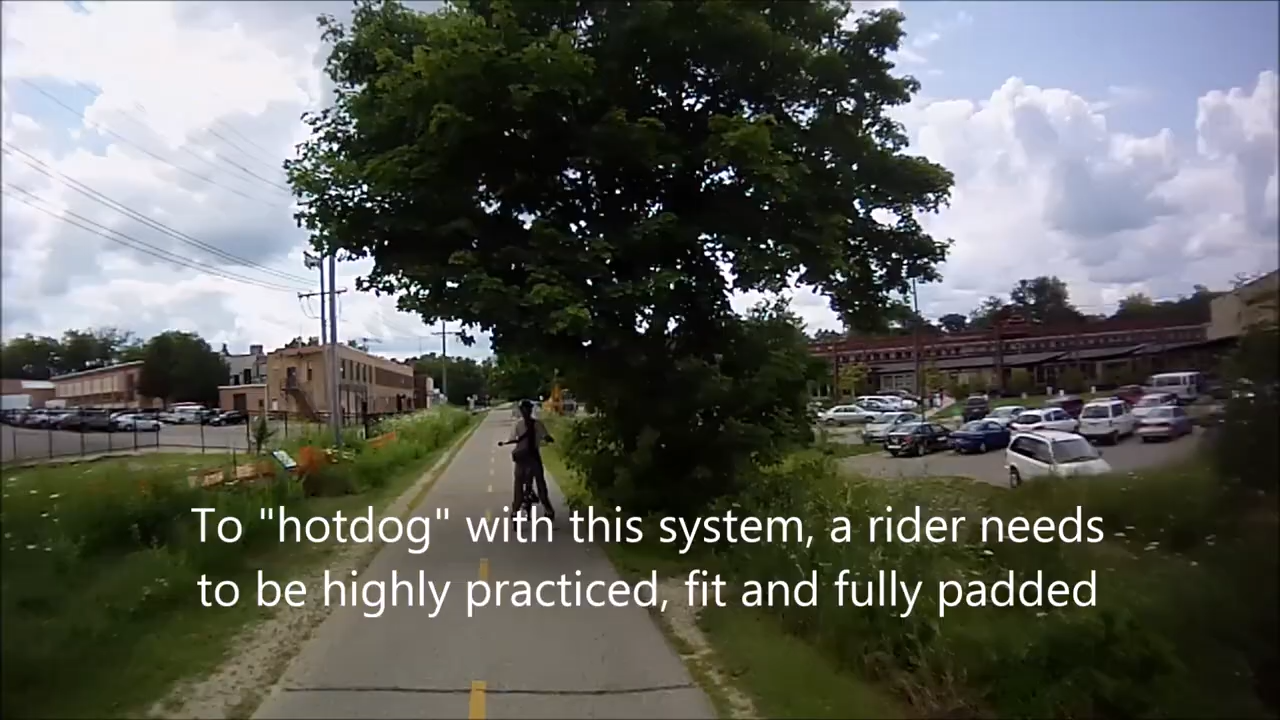 To "hotdog" with this system, a rider needs
to be highly practiced, fit and fully padded